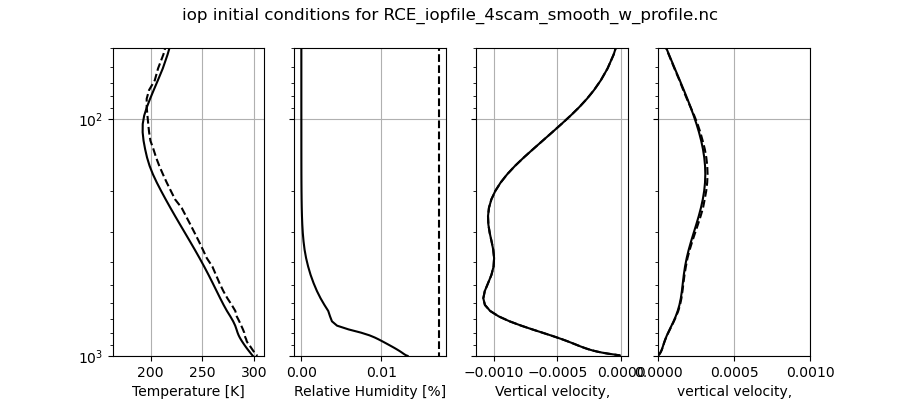 iop initial conditions for RCE_iopfile_4scam_smooth_w_profile.nc
10²
10³
200 250 300 0.00 0.01 −0.0010 −0.0005 0.0000 0.0000 0.0005 0.0010
Temperature [K] Relative Humidity [%] Vertical velocity, vertical velocity,